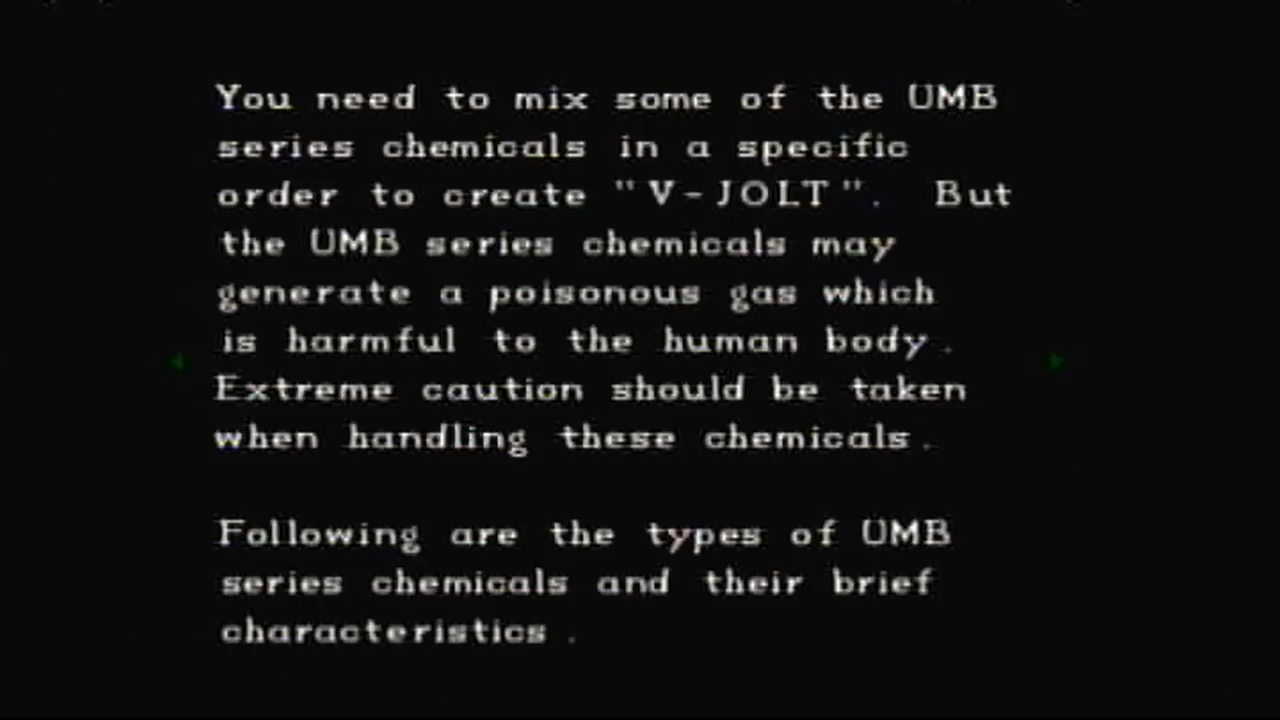 You need to mix some of the UMB
series chemicals in a specific
order to create "V-JOLT". But
the UMB series chemicals may
generate a poisonous gas which
is harmful to the human body.
Extreme caution should be taken
when handling these chemicals.
Following are the types of UMB
series chemicals and their brief
characteristics.